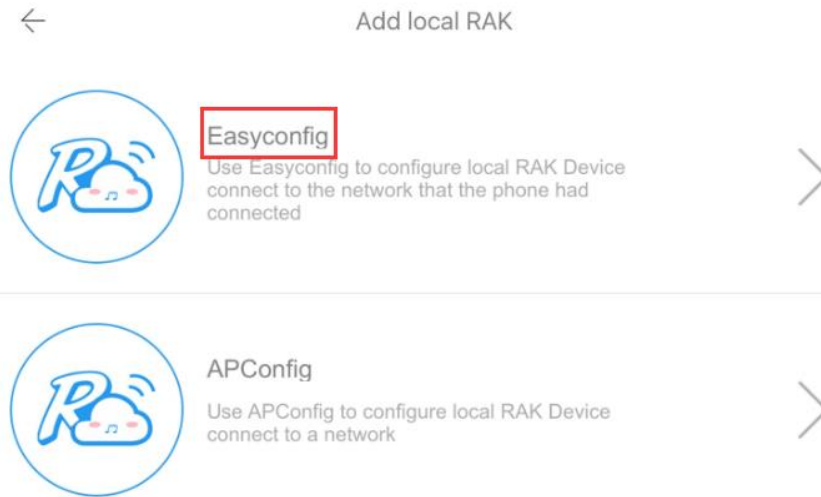 Add local RAK
Easyconfig
Use Easyconfig to configure local RAK Device
connect to the network that the phone had
connected
APConfig
Use APConfig to configure local RAK Device
connect to a network